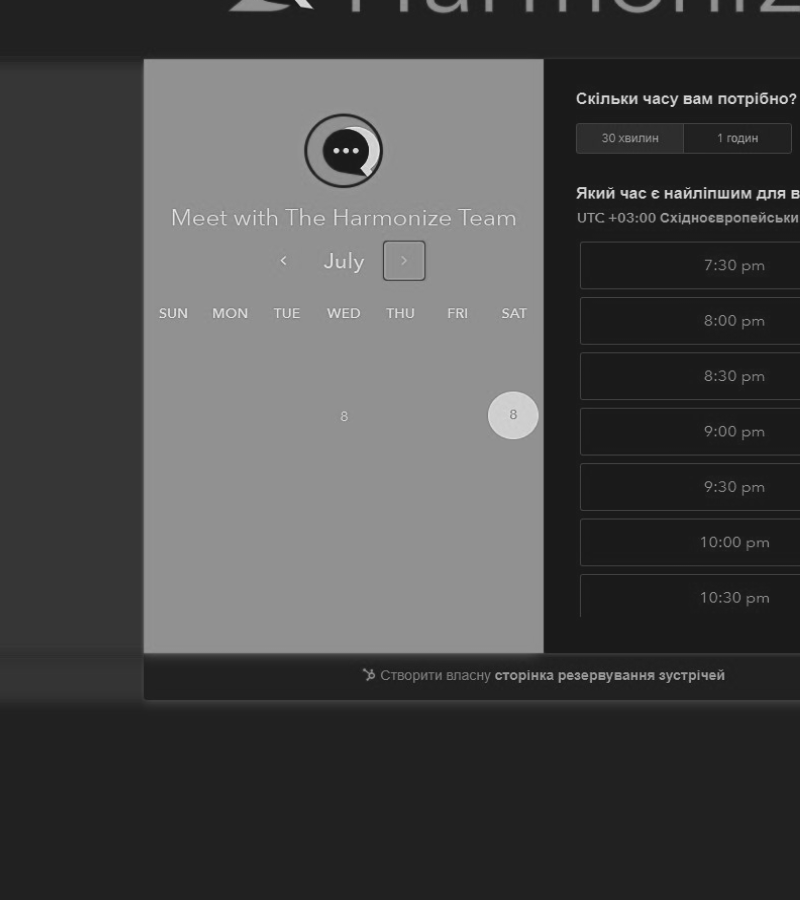 Harmoniz
Meet with The Harmonize Team
July
SUN MON TUE WED THU FRI SAT
8 8
Скільки часу вам потрібно?
30 хвилин 1 годин
Який час є найліпшим для в
UTC +03:00 Східноєвропейськи
7:30 pm
8:00 pm
8:30 pm
9:00 pm
9:30 pm
10:00 pm
10:30 pm
Створити власну сторінка резервування зустрічей